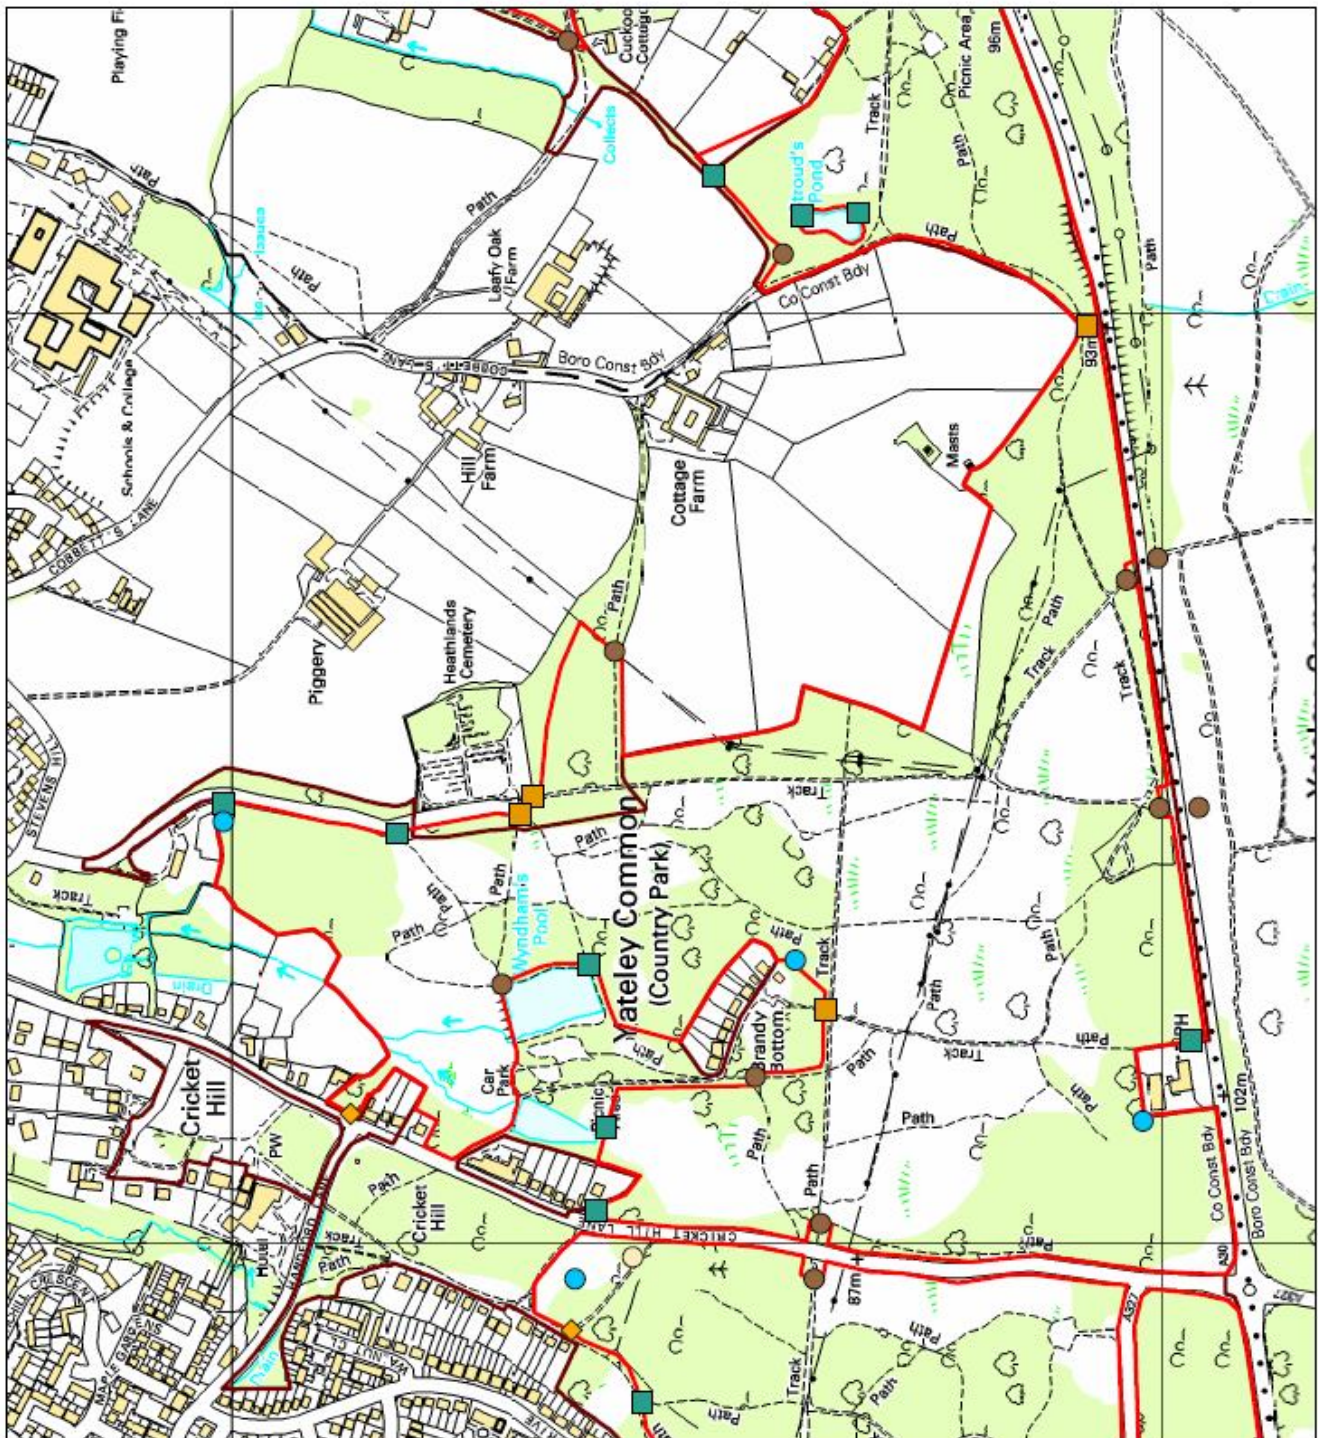 Playing Fi
Cuckoo
Cottage
Picnic Area
96m
Track
Path
Path
Collects
Stroud's
Pond
Path
Issues
Path
Leafy Oak
Farm
Path
Co Const Bdy
Path
Drain
Schools & College
COBBETT'S LANE
Boro Const Bdy
93m
Hill
Farm
Cottage
Farm
Masts
COBBETT'S LANE
Path
Piggery
Heathlands
Cemetery
Path
Track
Track
STEVENS HILL
Track
Path
Path
Path
Path
Track
Wyndham's
Pool
Yateley Common
(Country Park)
Path
Track
Path
Path
Drain
Cricket
Hill
Car
Park
Path
Brandy
Bottom
Path
Track
Path
PH
102m
Picnic
Path
Path
Path
PW
Path
Cricket
Hill
Path
Co Const Bdy
Boro Const Bdy
Track
Path
CRICKET HILL LANE
Path
A30
87m
A327
A327
Drain
WALNUT CL
Path
Track
Path
Path